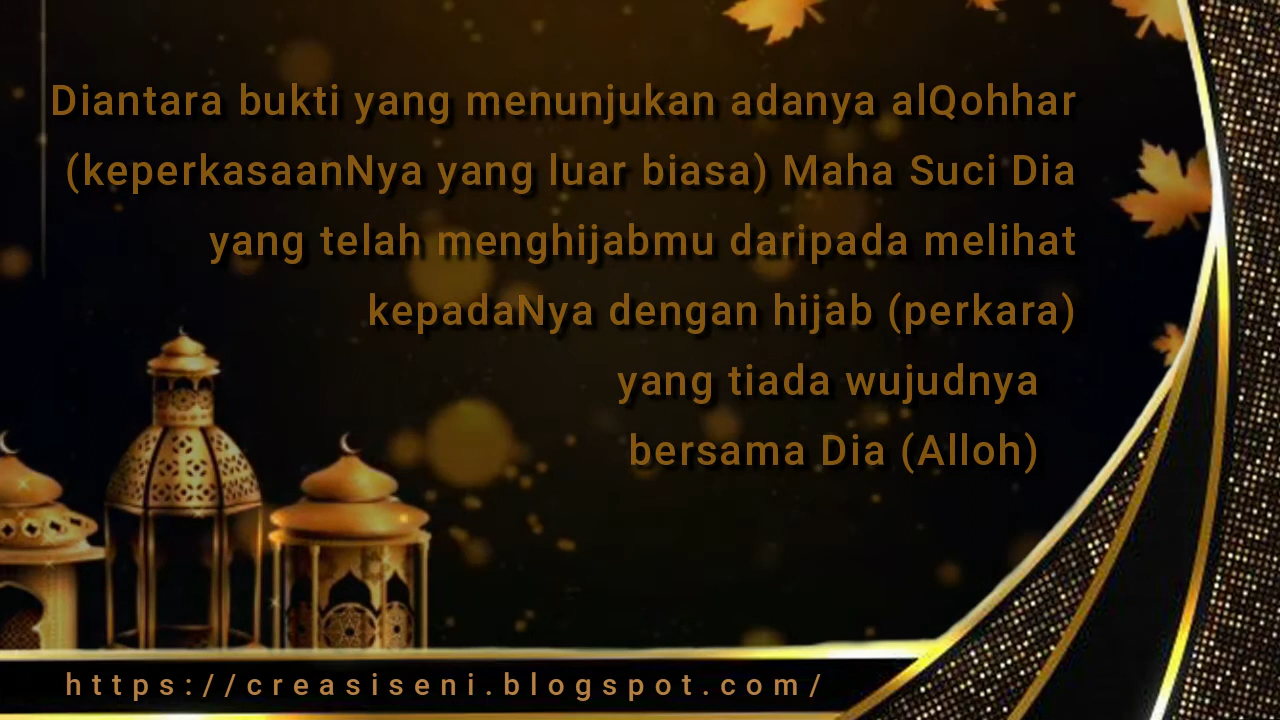 Diantara bukti yang menunjukan adanya alQohhar
(keperkasaanNya yang luar biasa) Maha Suci Dia
yang telah menghijabmu daripada melihat
kepadaNya dengan hijab (perkara)
yang tiada wujudnya
bersama Dia (Alloh)
https://creasiseni.blogspot.com/